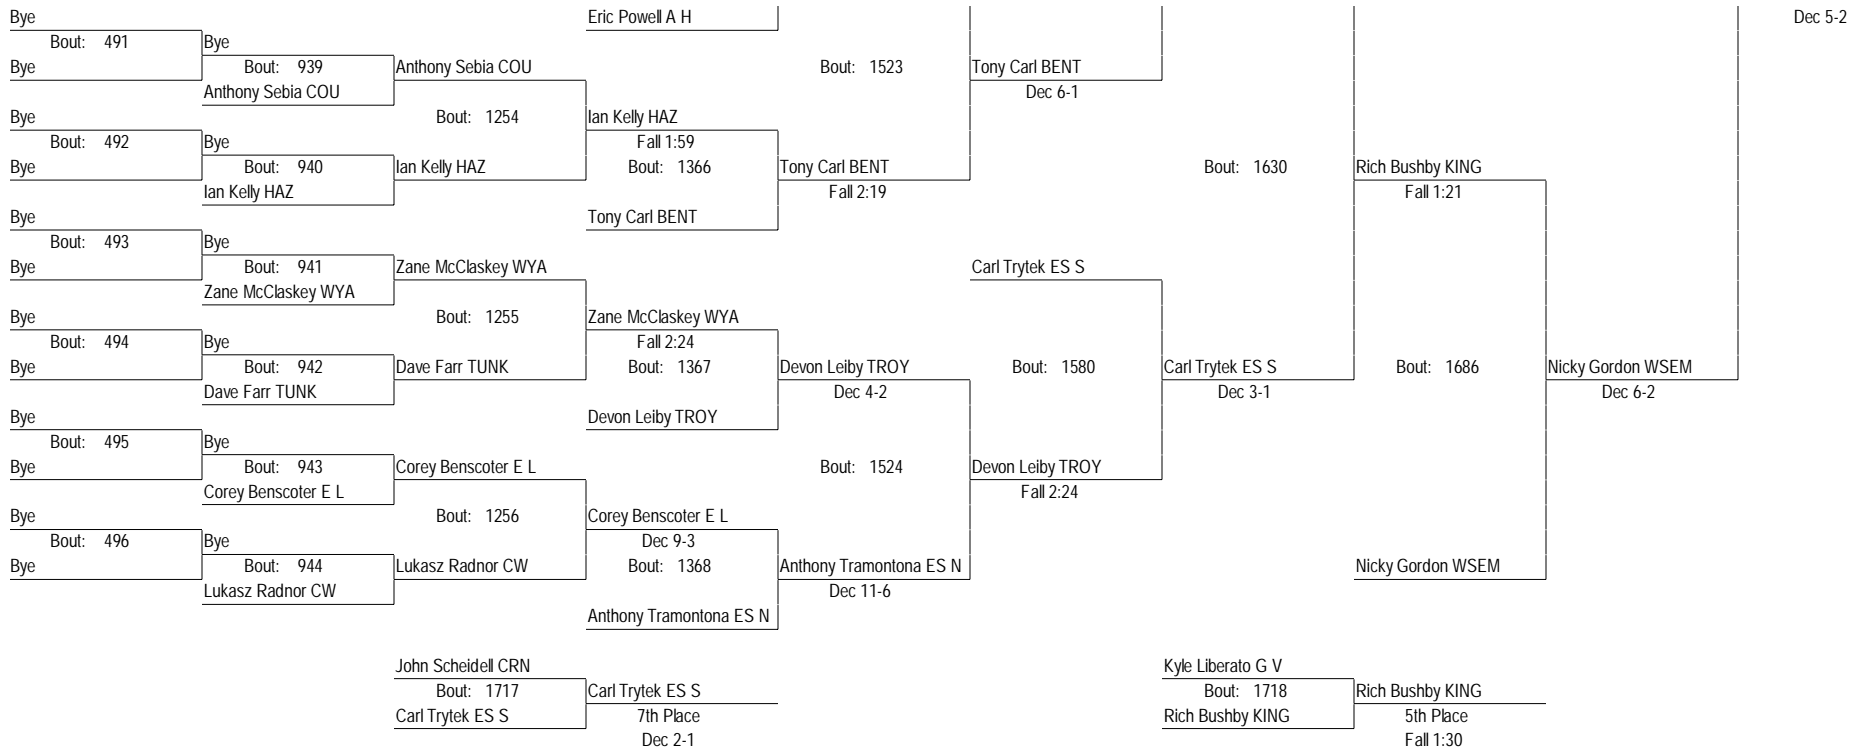 Bye Eric Powell A H Dec 5-2
Bout: 491 Bye
Bye Bout: 939 Anthony Sebia COU Bout: 1523 Tony Carl BENT
Anthony Sebia COU Dec 6-1
Bye Bout: 1254 Ian Kelly HAZ
Bout: 492 Bye Fall 1:59
Bye Bout: 940 Ian Kelly HAZ Bout: 1366 Tony Carl BENT Bout: 1630 Rich Bushby KING
Ian Kelly HAZ Fall 2:19 Fall 1:21
Bye Tony Carl BENT
Bout: 493 Bye
Bye Bout: 941 Zane McClaskey WYA Carl Trytek ES S
Zane McClaskey WYA
Bye Bout: 1255 Zane McClaskey WYA
Bout: 494 Bye Fall 2:24
Bye Bout: 942 Dave Farr TUNK Bout: 1367 Devon Leiby TROY Bout: 1580 Carl Trytek ES S Bout: 1686 Nicky Gordon WSEM
Dave Farr TUNK Dec 4-2 Dec 3-1 Dec 6-2
Bye Devon Leiby TROY
Bout: 495 Bye
Bye Bout: 943 Corey Benscoter E L Bout: 1524 Devon Leiby TROY
Corey Benscoter E L Fall 2:24
Bye Bout: 1256 Corey Benscoter E L
Bout: 496 Bye Dec 9-3
Bye Bout: 944 Lukasz Radnor CW Bout: 1368 Anthony Tramontona ES N Nicky Gordon WSEM
Lukasz Radnor CW Dec 11-6
Anthony Tramontona ES N
John Scheidell CRN Kyle Liberato G V
Bout: 1717 Carl Trytek ES S Bout: 1718 Rich Bushby KING
Carl Trytek ES S 7th Place Rich Bushby KING 5th Place
Dec 2-1 Fall 1:30